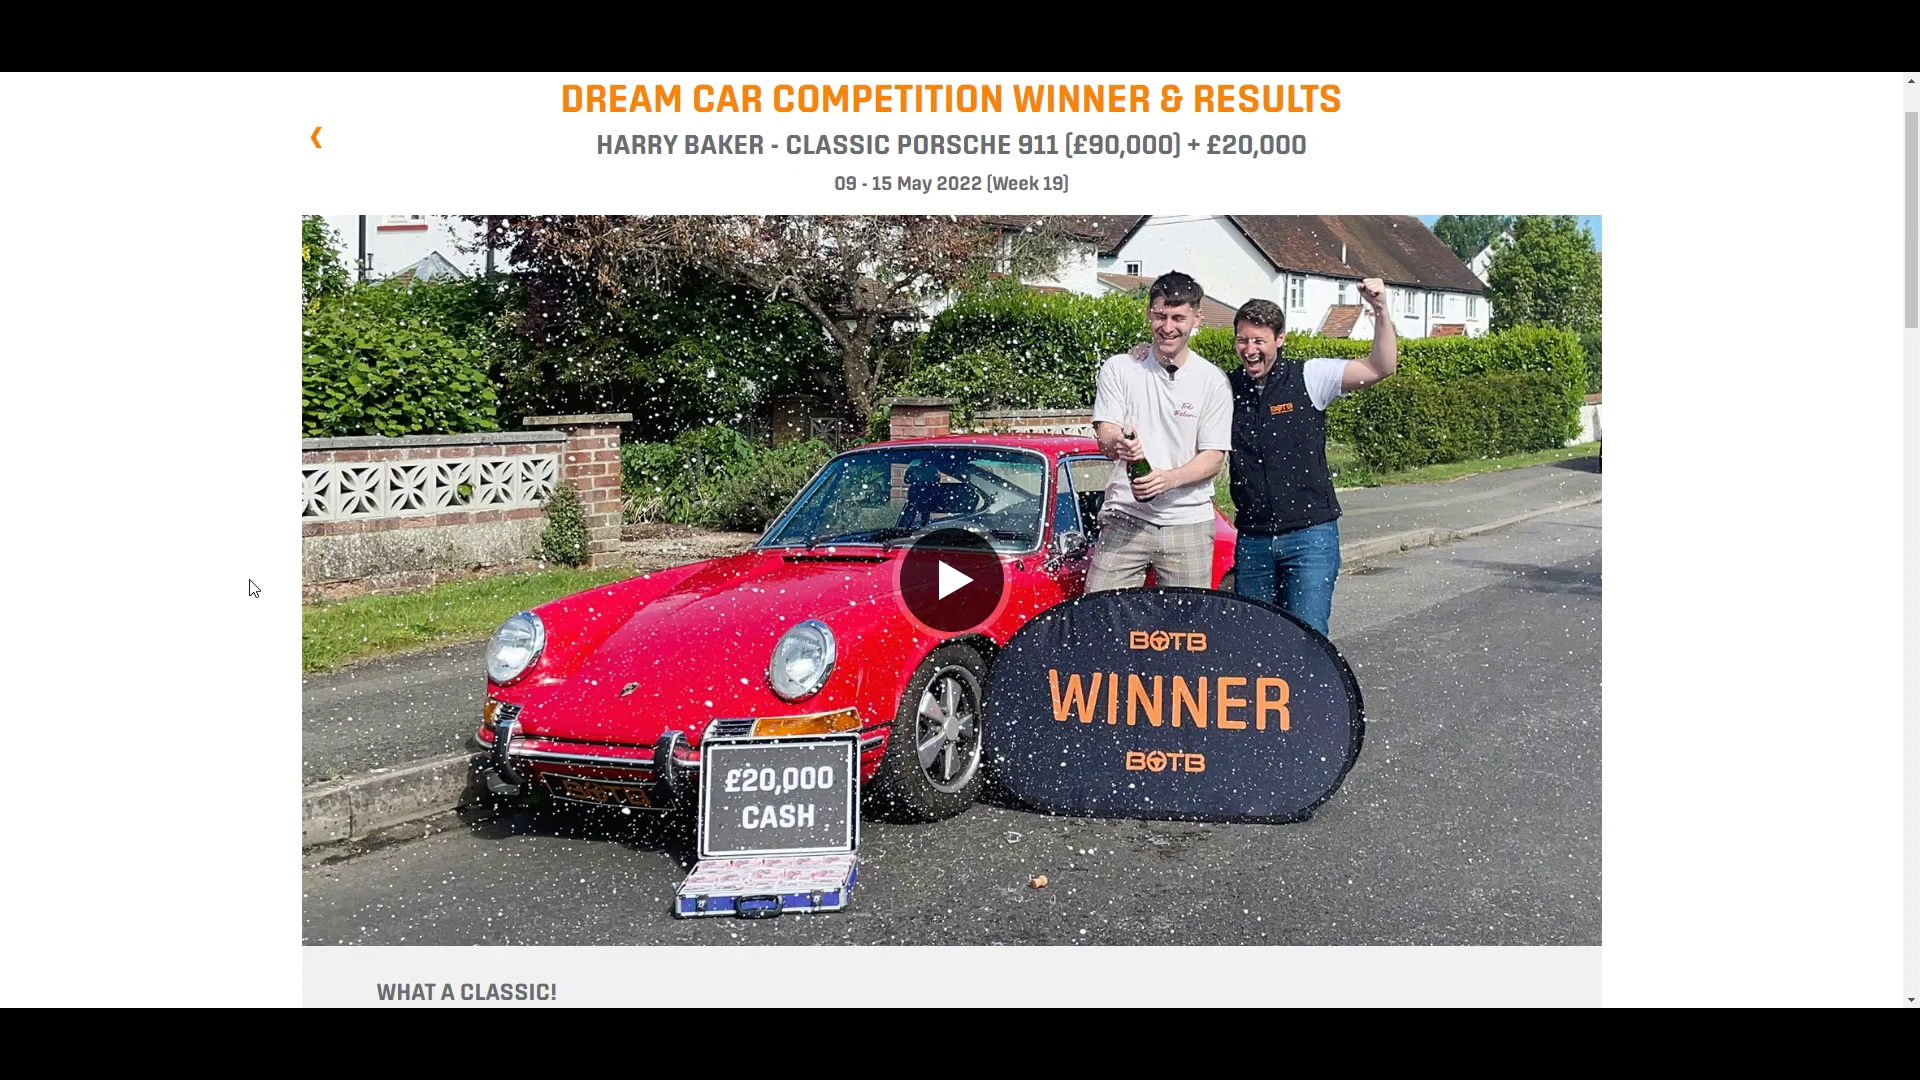 DREAM CAR COMPETITION WINNER & RESULTS
HARRY BAKER - CLASSIC PORSCHE 911 (£90,000) + £20,000
09 - 15 May 2022 (Week 19)
BOTB
BOTB
WINNER
BOTB
£20,000
CASH
BOTB
WHAT A CLASSIC!